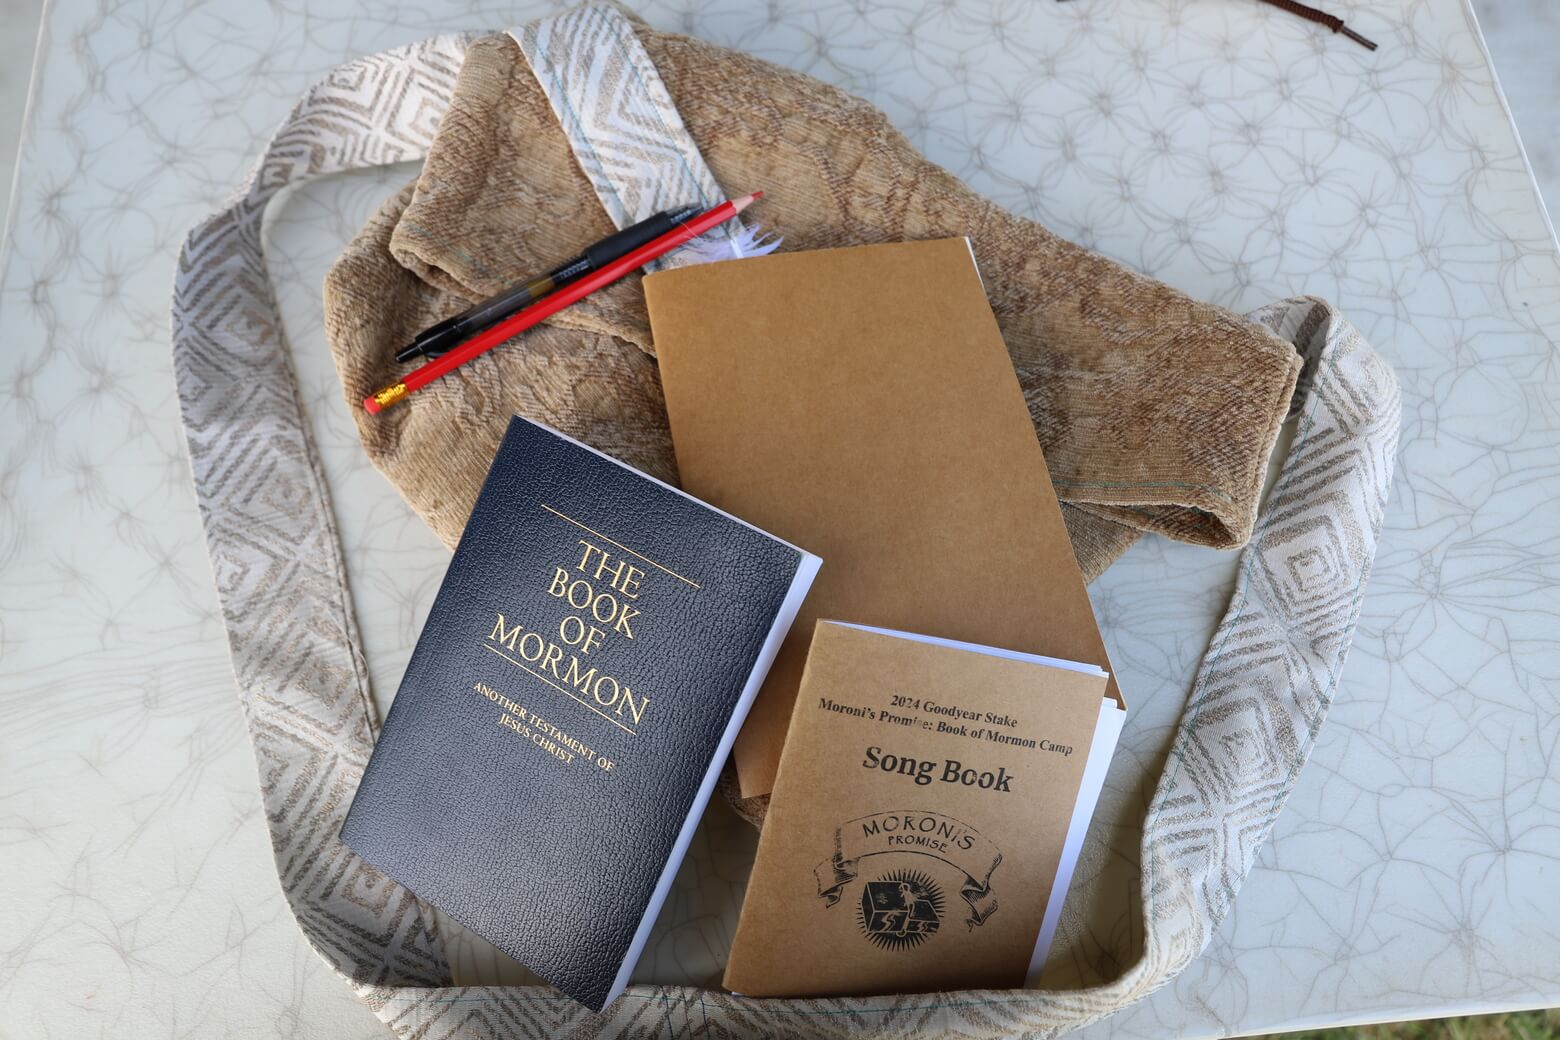 THE
BOOK
OF
MORMON
ANOTHER TESTAMENT OF
JESUS CHRIST
2024 Goodyear Stake
Moroni's Promise: Book of Mormon Camp
Song Book
MORONI'S
PROMISE